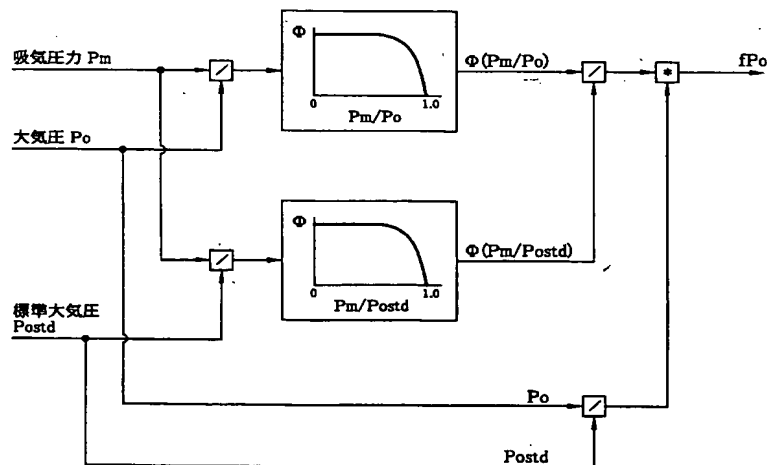 吸気圧力 Pm
Φ
0
1.0
Pm/Po
Φ(Pm/Po)
/
/
*
fPo
大気圧 Po
Φ
0
1.0
Pm/Postd
/
Φ(Pm/Postd)
標準大気圧
Postd
Po
/
Postd